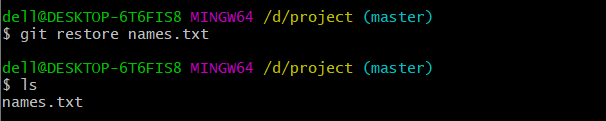 dell@DESKTOP-6T6FIS8 MINGW64 /d/project (master)
$ git restore names.txt
dell@DESKTOP-6T6FIS8 MINGW64 /d/project (master)
$ ls
names.txt